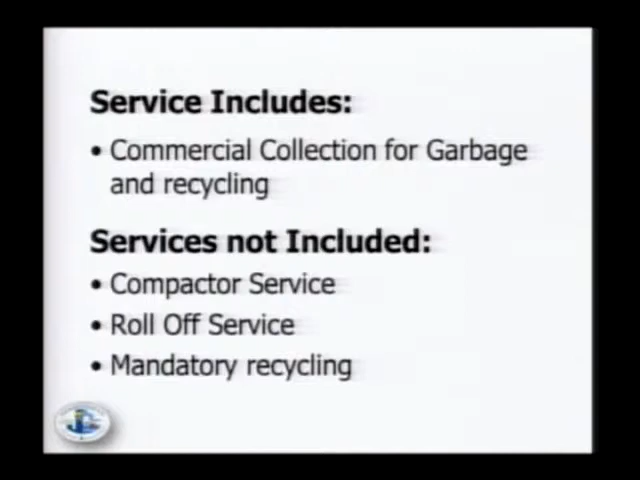 Service Includes:
• Commercial Collection for Garbage
and recycling
Services not Included:
• Compactor Service
• Roll Off Service
• Mandatory recycling